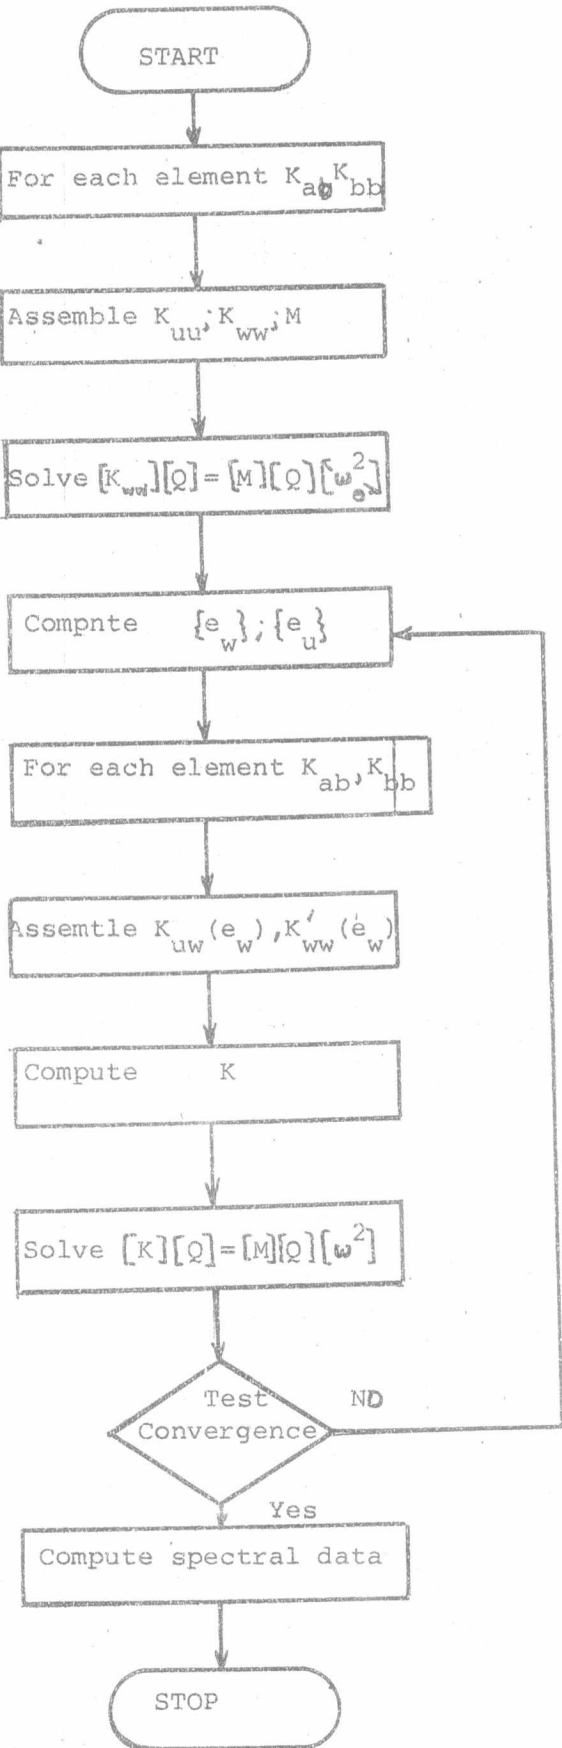 START
For each element K_ab K_bb
Assemble K_uu; K_ww; M
Solve [K_ww][Q] = [M][Q][ω_e^2]
Compnte {e_w}; {e_u}
For each element K_ab, K_bb
Assemtle K_uw (e_w), K'_ww (e_w)
Compute K
Solve [K][Q] = [M][Q][ω^2]
Test NO
Convergence
Yes
Compute spectral data
STOP